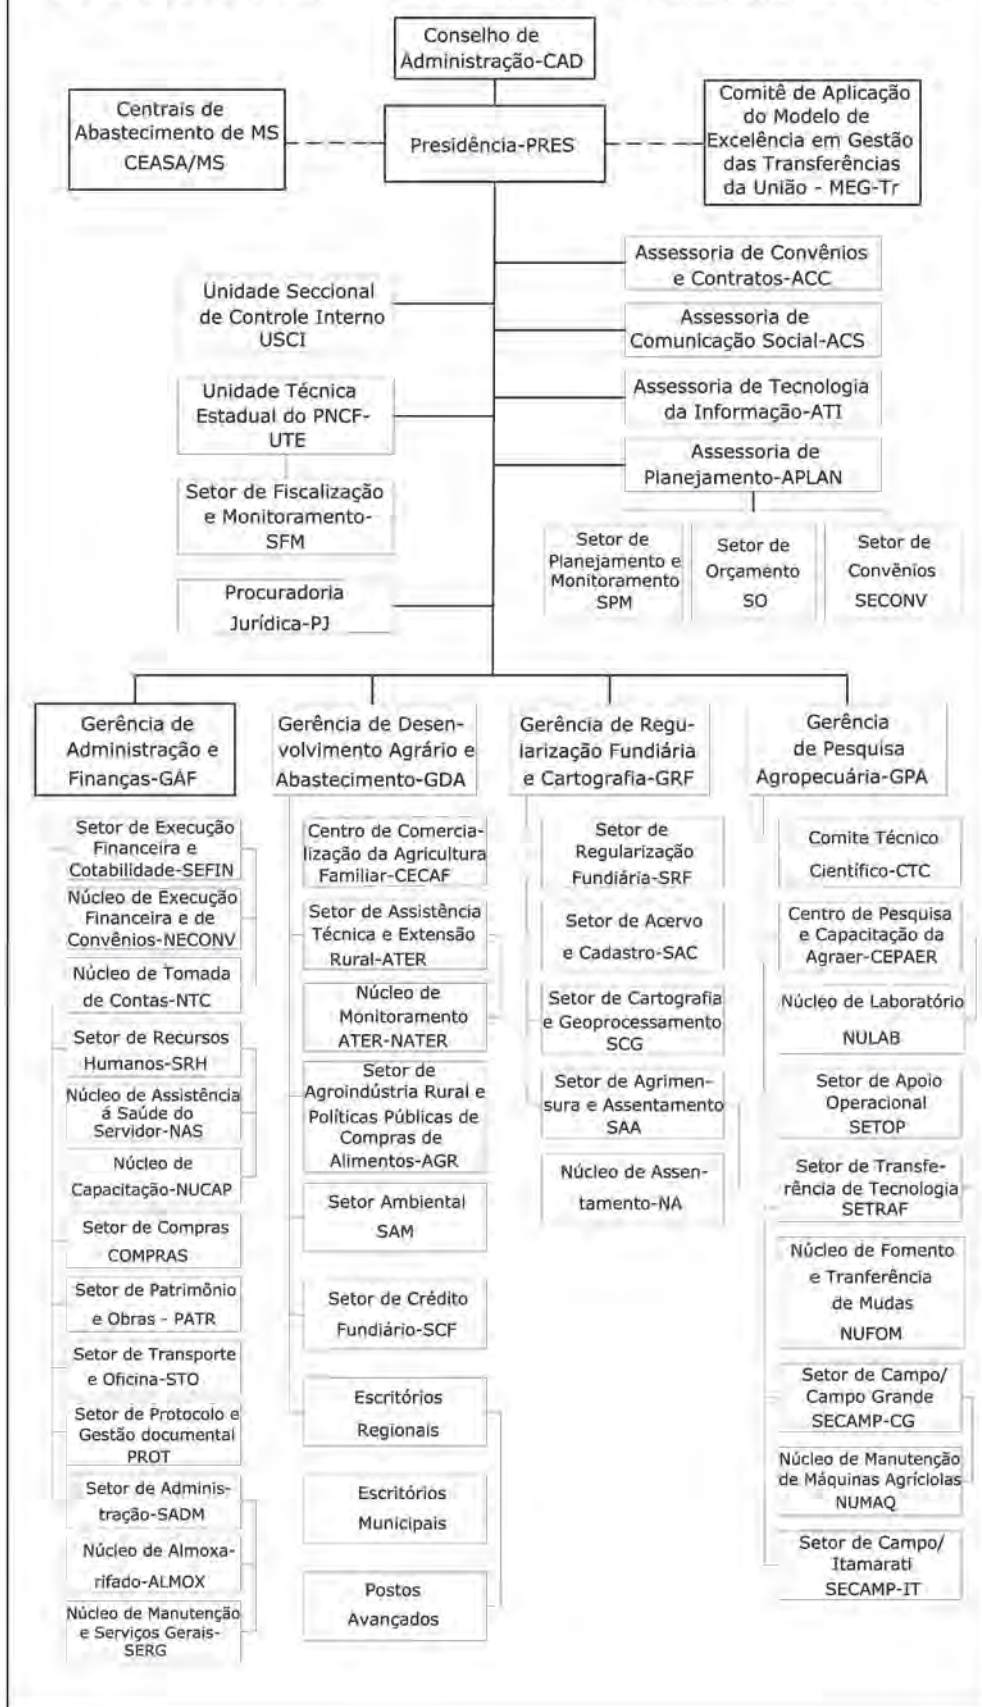 Conselho de
Administração-CAD
Centrais de
Abastecimento de MS
CEASA/MS
Presidência-PRES
Comitê de Aplicação
do Modelo de
Excelência em Gestão
das Transferências
da União - MEG-Tr
Assessoria de Convênios
e Contratos-ACC
Unidade Seccional
de Controle Interno
USCI
Assessoria de
Comunicação Social-ACS
Unidade Técnica
Estadual do PNCF-
UTE
Assessoria de Tecnologia
da Informação-ATI
Assessoria de
Planejamento-APLAN
Setor de Fiscalização
e Monitoramento-
SFM
Setor de
Planejamento e
Monitoramento
SPM
Setor de
Orçamento
SO
Setor de
Convênios
SECONV
Procuradoria
Jurídica-PJ
Gerência de
Administração e
Finanças-GAF
Gerência de Desen-
volvimento Agrário e
Abastecimento-GDA
Gerência de Regu-
larização Fundiária
e Cartografia-GRF
Gerência
de Pesquisa
Agropecuária-GPA
Setor de Execução
Financeira e
Cotabilidade-SEFIN
Núcleo de Execução
Financeira e de
Convênios-NECONV
Núcleo de Tomada
de Contas-NTC
Setor de Recursos
Humanos-SRH
Núcleo de Assistência
á Saúde do
Servidor-NAS
Núcleo de
Capacitação-NUCAP
Setor de Compras
COMPRAS
Setor de Patrimônio
e Obras - PATR
Setor de Transporte
e Oficina-STO
Setor de Protocolo e
Gestão documental
PROT
Setor de Adminis-
tração-SADM
Núcleo de Almoxa-
rifado-ALMOX
Núcleo de Manutenção
e Serviços Gerais-
SERG
Centro de Comercia-
lização da Agricultura
Familiar-CECAF
Setor de Assistência
Técnica e Extensão
Rural-ATER
Núcleo de
Monitoramento
ATER-NATER
Setor de
Agroindústria Rural e
Políticas Públicas de
Compras de
Alimentos-AGR
Setor Ambiental
SAM
Setor de Crédito
Fundiário-SCF
Escritórios
Regionais
Escritórios
Municipais
Postos
Avançados
Setor de
Regularização
Fundiária-SRF
Setor de Acervo
e Cadastro-SAC
Setor de Cartografia
e Geoprocessamento
SCG
Setor de Agrimen-
sura e Assentamento
SAA
Núcleo de Assen-
tamento-NA
Comite Técnico
Científico-CTC
Centro de Pesquisa
e Capacitação da
Agraer-CEPAER
Núcleo de Laboratório
NULAB
Setor de Apoio
Operacional
SETOP
Setor de Transfe-
rência de Tecnologia
SETRAF
Núcleo de Fomento
e Tranferência
de Mudas
NUFOM
Setor de Campo/
Campo Grande
SECAMP-CG
Núcleo de Manutenção
de Máquinas Agríclolas
NUMAQ
Setor de Campo/
Itamarati
SECAMP-IT